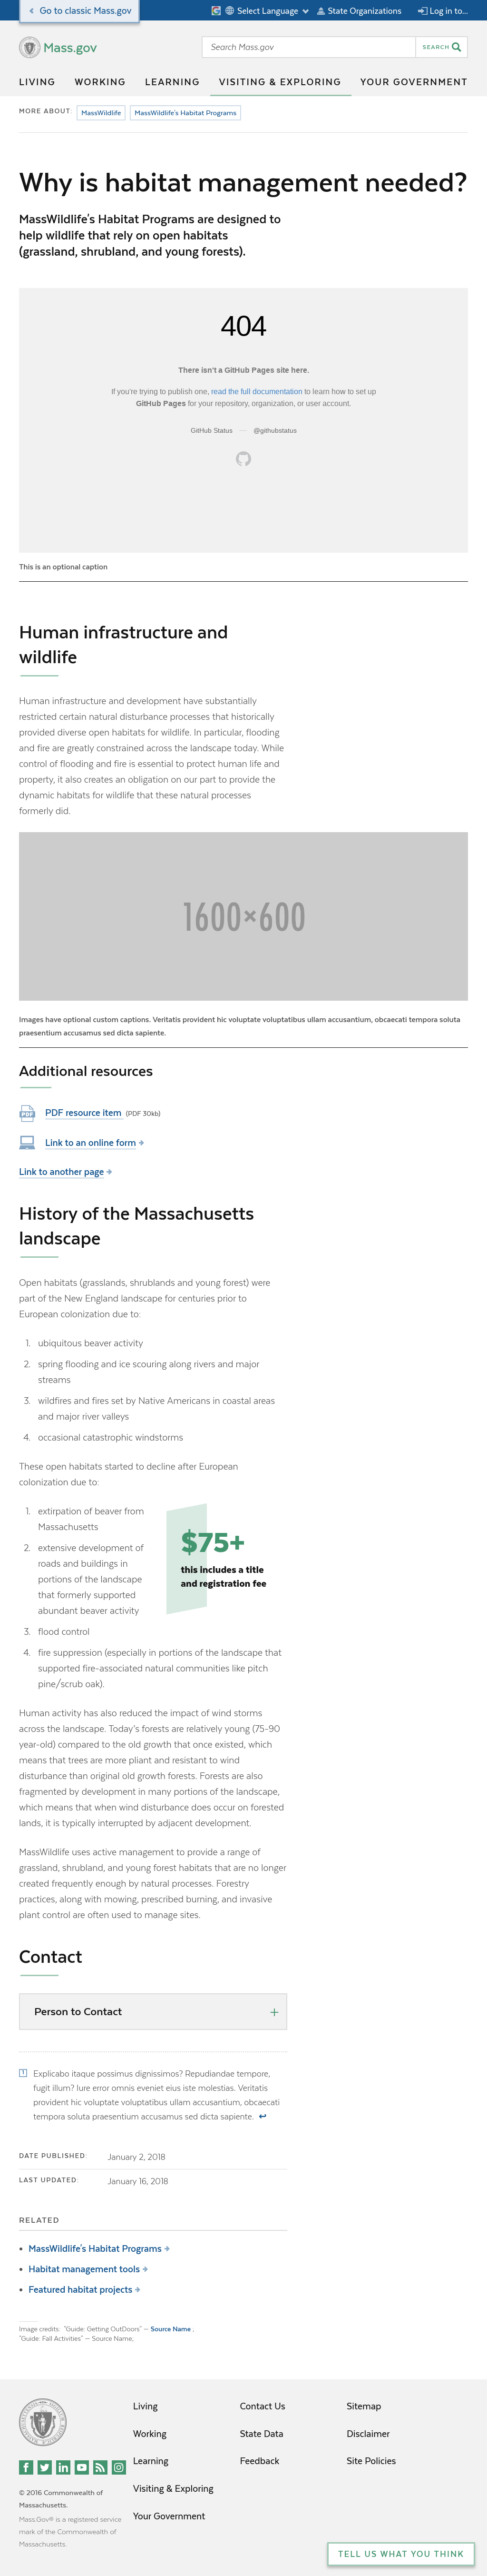 Go to classic Mass.gov
Select Language
State Organizations
Log in to...
Mass.gov
Search Mass.gov
SEARCH
LIVING
WORKING
LEARNING
VISITING & EXPLORING
YOUR GOVERNMENT
MORE ABOUT:
MassWildlife
MassWildlife's Habitat Programs
Why is habitat management needed?
MassWildlife's Habitat Programs are designed to
help wildlife that rely on open habitats
(grassland, shrubland, and young forests).
404
There isn't a GitHub Pages site here.
If you're trying to publish one, read the full documentation to learn how to set up
GitHub Pages for your repository, organization, or user account.
GitHub Status — @githubstatus
This is an optional caption
Human infrastructure and
wildlife
Human infrastructure and development have substantially
restricted certain natural disturbance processes that historically
provided diverse open habitats for wildlife. In particular, flooding
and fire are greatly constrained across the landscape today. While
control of flooding and fire is essential to protect human life and
property, it also creates an obligation on our part to provide the
dynamic habitats for wildlife that these natural processes
formerly did.
1600×600
Images have optional custom captions. Veritatis provident hic voluptate voluptatibus ullam accusantium, obcaecati tempora soluta
praesentium accusamus sed dicta sapiente.
Additional resources
PDF
PDF resource item (PDF 30kb)
Link to an online form
Link to another page
History of the Massachusetts
landscape
Open habitats (grasslands, shrublands and young forest) were
part of the New England landscape for centuries prior to
European colonization due to:
1. ubiquitous beaver activity
2. spring flooding and ice scouring along rivers and major
streams
3. wildfires and fires set by Native Americans in coastal areas
and major river valleys
4. occasional catastrophic windstorms
These open habitats started to decline after European
colonization due to:
1. extirpation of beaver from
Massachusetts
2. extensive development of
roads and buildings in
portions of the landscape
that formerly supported
abundant beaver activity
$75+
this includes a title
and registration fee
3. flood control
4. fire suppression (especially in portions of the landscape that
supported fire-associated natural communities like pitch
pine/scrub oak).
Human activity has also reduced the impact of wind storms
across the landscape. Today's forests are relatively young (75-90
year-old) compared to the old growth that once existed, which
means that trees are more pliant and resistant to wind
disturbance than original old growth forests. Forests are also
fragmented by development in many portions of the landscape,
which means that when wind disturbance does occur on forested
lands, it is typically interrupted by adjacent development.
MassWildlife uses active management to provide a range of
grassland, shrubland, and young forest habitats that are no longer
created frequently enough by natural processes. Forestry
practices, along with mowing, prescribed burning, and invasive
plant control are often used to manage sites.
Contact
Person to Contact
1 Explicabo itaque possimus dignissimos? Repudiandae tempore,
fugit illum? Iure error omnis eveniet eius iste molestias. Veritatis
provident hic voluptate voluptatibus ullam accusantium, obcaecati
tempora soluta praesentium accusamus sed dicta sapiente. ↩
DATE PUBLISHED: January 2, 2018
LAST UPDATED: January 16, 2018
RELATED
• MassWildlife's Habitat Programs
• Habitat management tools
• Featured habitat projects
Image credits: "Guide: Getting OutDoors" — Source Name ,
"Guide: Fall Activities" — Source Name,
Living
Working
Learning
Visiting & Exploring
Your Government
Contact Us
State Data
Feedback
Sitemap
Disclaimer
Site Policies
© 2016 Commonwealth of
Massachusetts.
Mass.Gov® is a registered service
mark of the Commonwealth of
Massachusetts.
TELL US WHAT YOU THINK